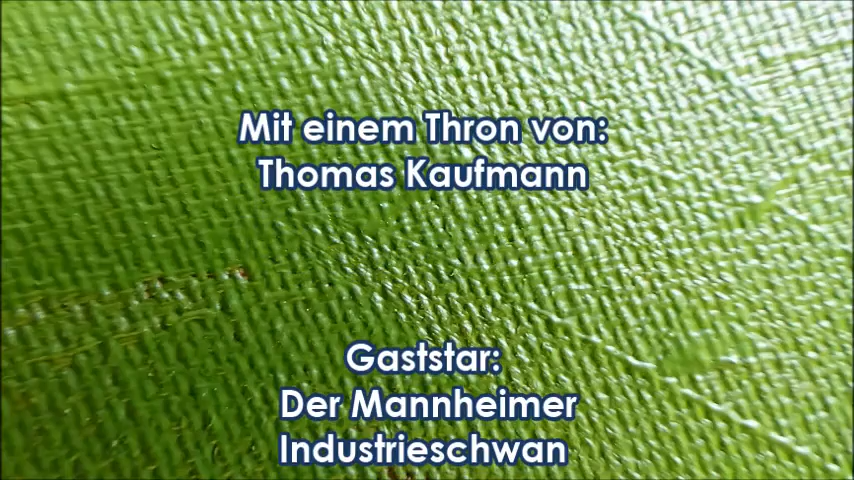 Mit einem Thron von:
Thomas Kaufmann
Gaststar:
Der Mannheimer
Industrieschwan